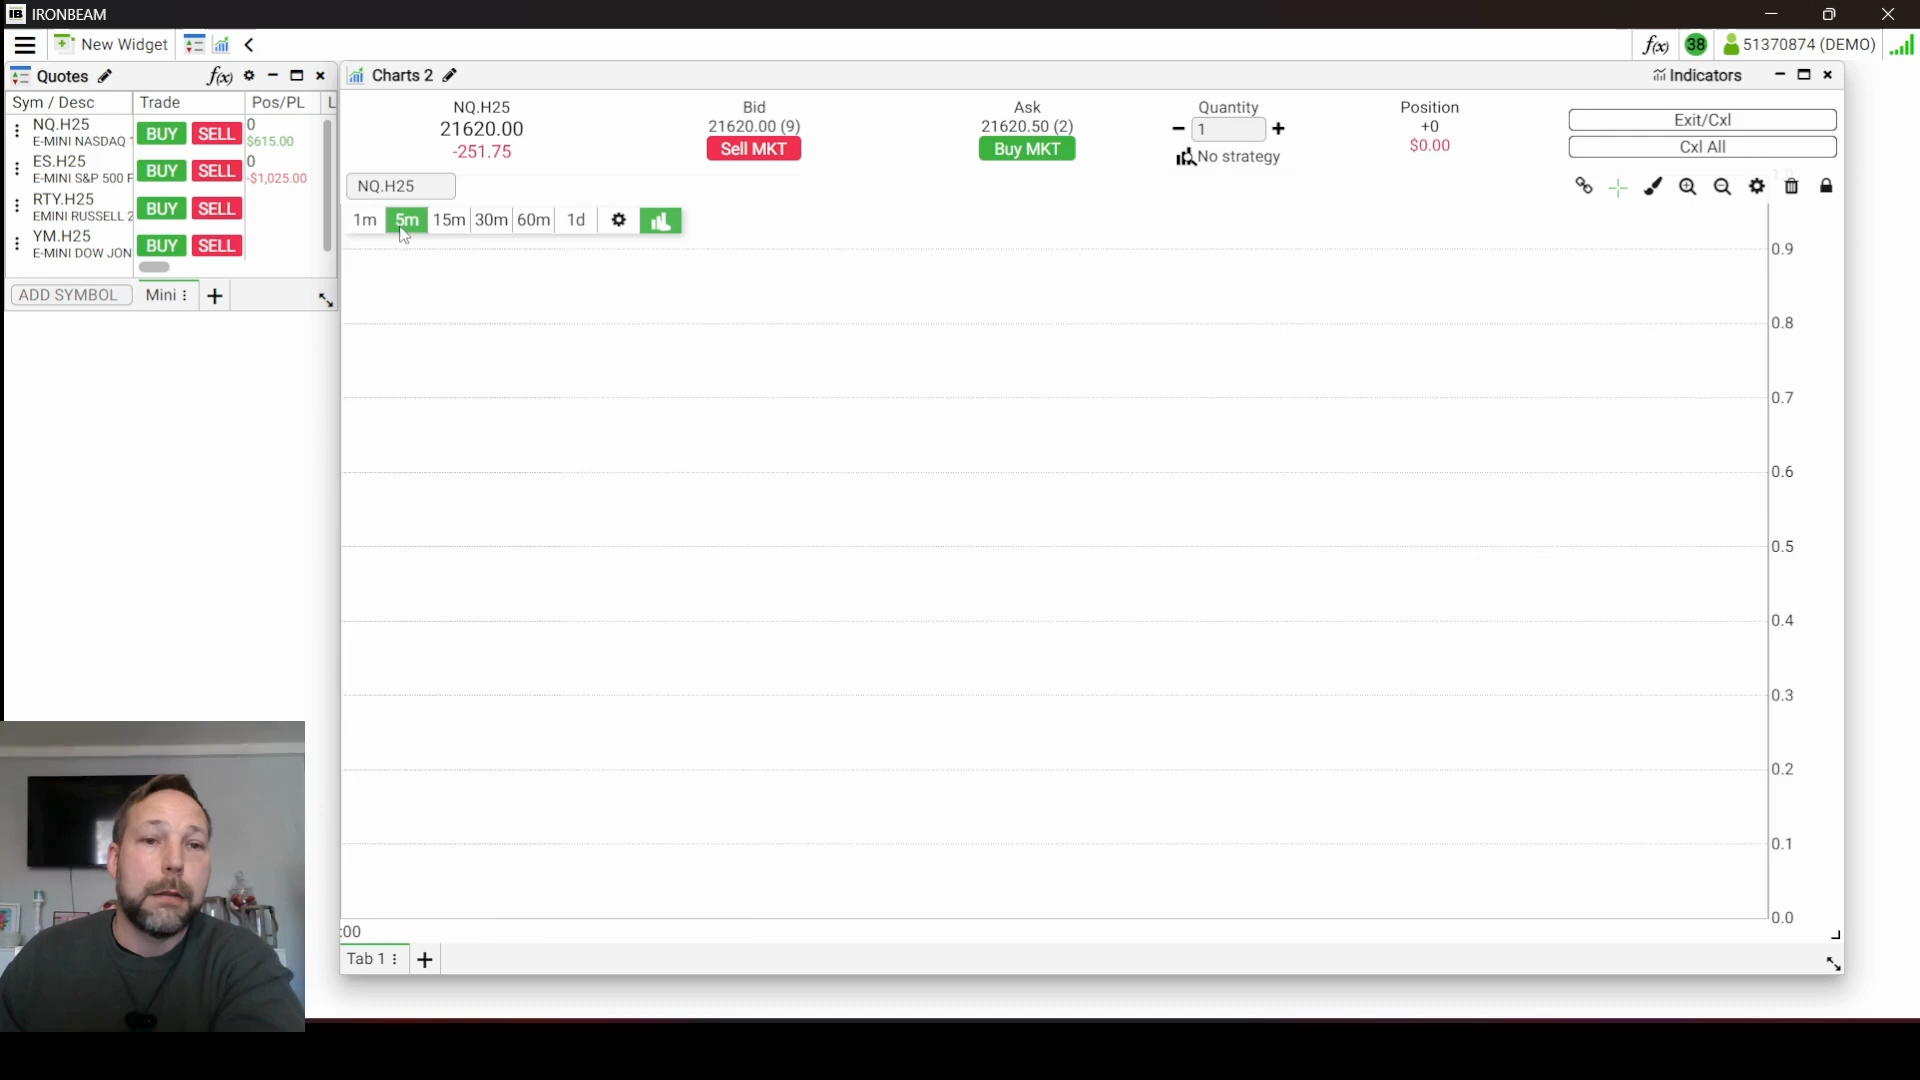 IB IRONBEAM
New Widget
f(x) 38 51370874 (DEMO)
Quotes f(x)
Sym / Desc Trade Pos/PL L
NQ.H25 BUY SELL 0
E-MINI NASDAQ $615.00
ES.H25 BUY SELL 0
E-MINI S&P 500 F -$1,025.00
RTY.H25 BUY SELL
EMINI RUSSELL 2
YM.H25 BUY SELL
E-MINI DOW JON
ADD SYMBOL Mini +
Charts 2 Indicators
NQ.H25 Bid Ask Quantity Position
21620.00 21620.00 (9) 21620.50 (2) 1 +0
-251.75 Sell MKT Buy MKT No strategy $0.00
Exit/Cxl
Cxl All
NQ.H25
1m 5m 15m 30m 60m 1d
0.9
0.8
0.7
0.6
0.5
0.4
0.3
0.2
0.1
0.0
:00
Tab 1 +